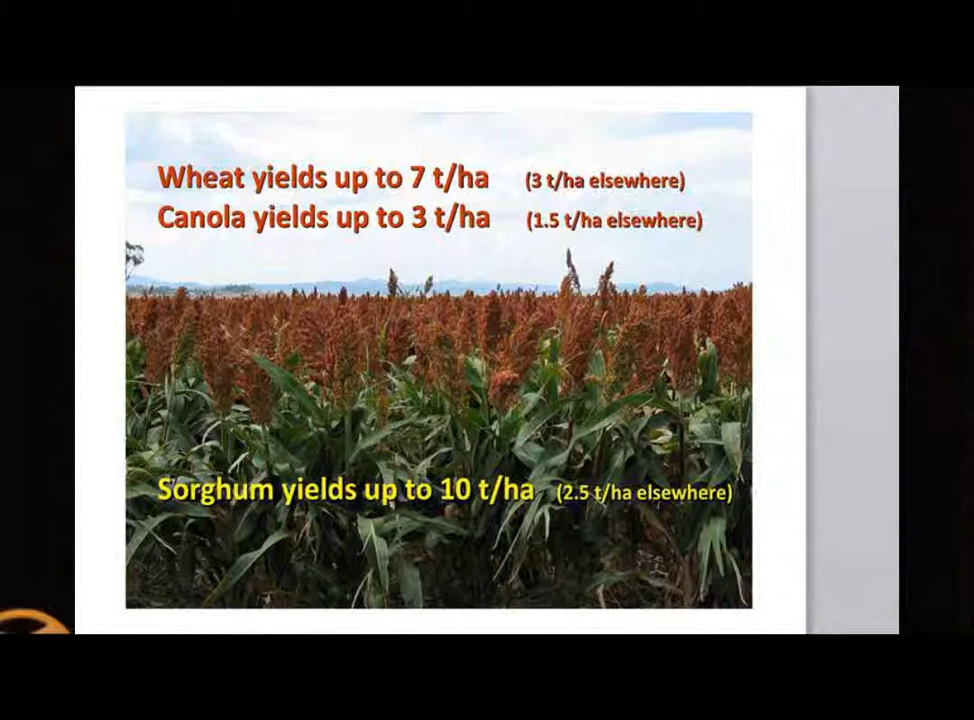 Wheat yields up to 7 t/ha (3 t/ha elsewhere)
Canola yields up to 3 t/ha (1.5 t/ha elsewhere)
Sorghum yields up to 10 t/ha (2.5 t/ha elsewhere)